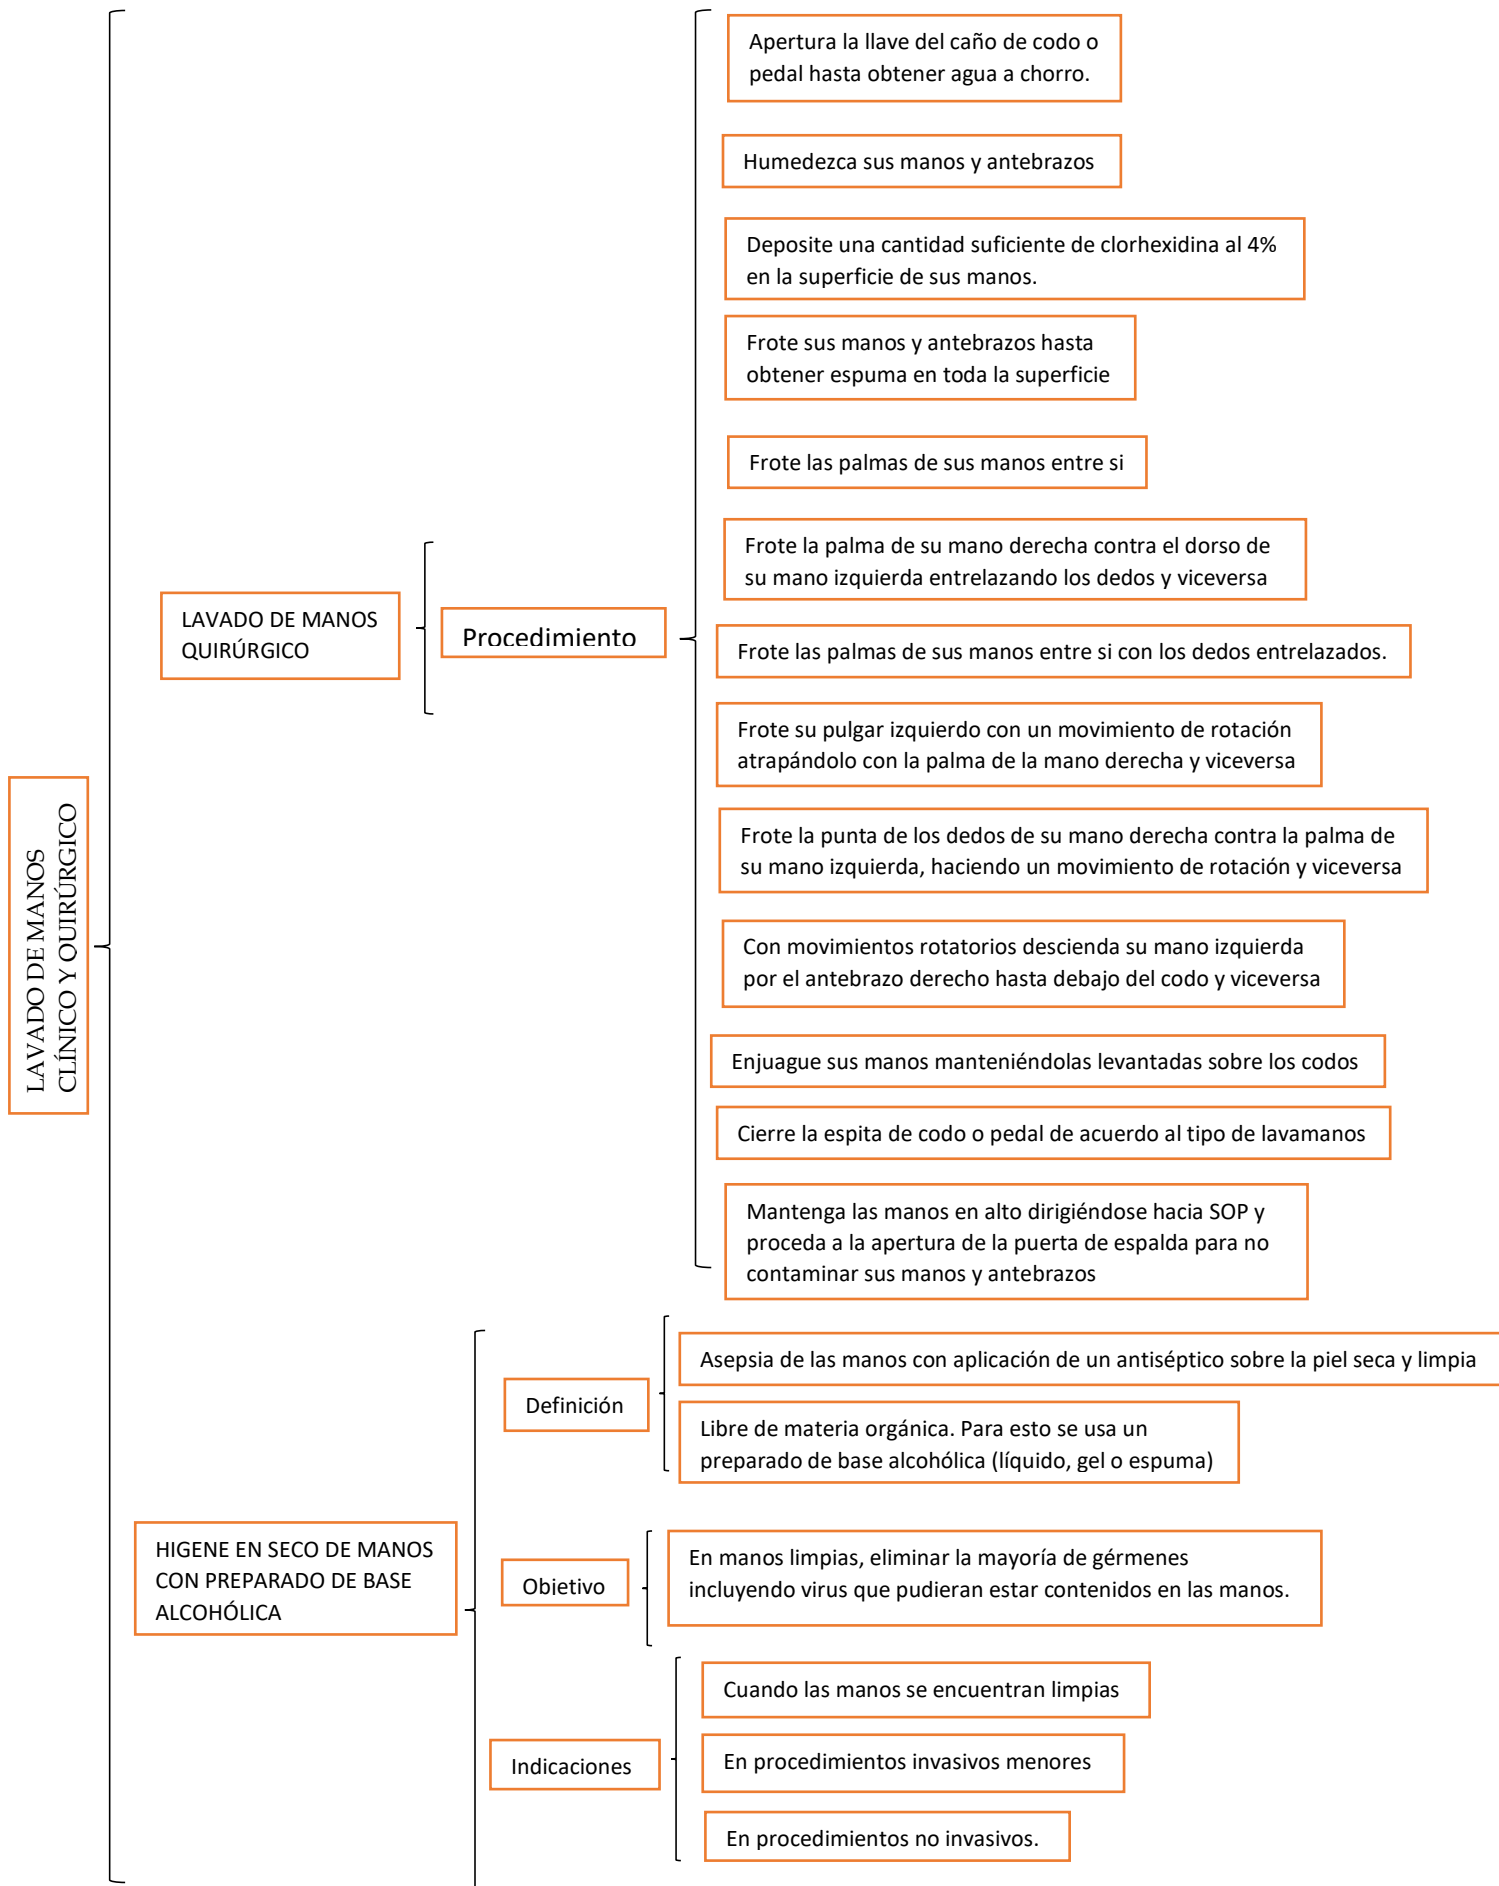 LAVADO DE MANOS
CLÍNICO Y QUIRÚRGICO
LAVADO DE MANOS
QUIRÚRGICO
Procedimiento
Apertura la llave del caño de codo o
pedal hasta obtener agua a chorro.
Humedezca sus manos y antebrazos
Deposite una cantidad suficiente de clorhexidina al 4%
en la superficie de sus manos.
Frote sus manos y antebrazos hasta
obtener espuma en toda la superficie
Frote las palmas de sus manos entre si
Frote la palma de su mano derecha contra el dorso de
su mano izquierda entrelazando los dedos y viceversa
Frote las palmas de sus manos entre si con los dedos entrelazados.
Frote su pulgar izquierdo con un movimiento de rotación
atrapándolo con la palma de la mano derecha y viceversa
Frote la punta de los dedos de su mano derecha contra la palma de
su mano izquierda, haciendo un movimiento de rotación y viceversa
Con movimientos rotatorios descienda su mano izquierda
por el antebrazo derecho hasta debajo del codo y viceversa
Enjuague sus manos manteniéndolas levantadas sobre los codos
Cierre la espita de codo o pedal de acuerdo al tipo de lavamanos
Mantenga las manos en alto dirigiéndose hacia SOP y
proceda a la apertura de la puerta de espalda para no
contaminar sus manos y antebrazos
HIGENE EN SECO DE MANOS
CON PREPARADO DE BASE
ALCOHÓLICA
Definición
Asepsia de las manos con aplicación de un antiséptico sobre la piel seca y limpia
Libre de materia orgánica. Para esto se usa un
preparado de base alcohólica (líquido, gel o espuma)
Objetivo
En manos limpias, eliminar la mayoría de gérmenes
incluyendo virus que pudieran estar contenidos en las manos.
Indicaciones
Cuando las manos se encuentran limpias
En procedimientos invasivos menores
En procedimientos no invasivos.